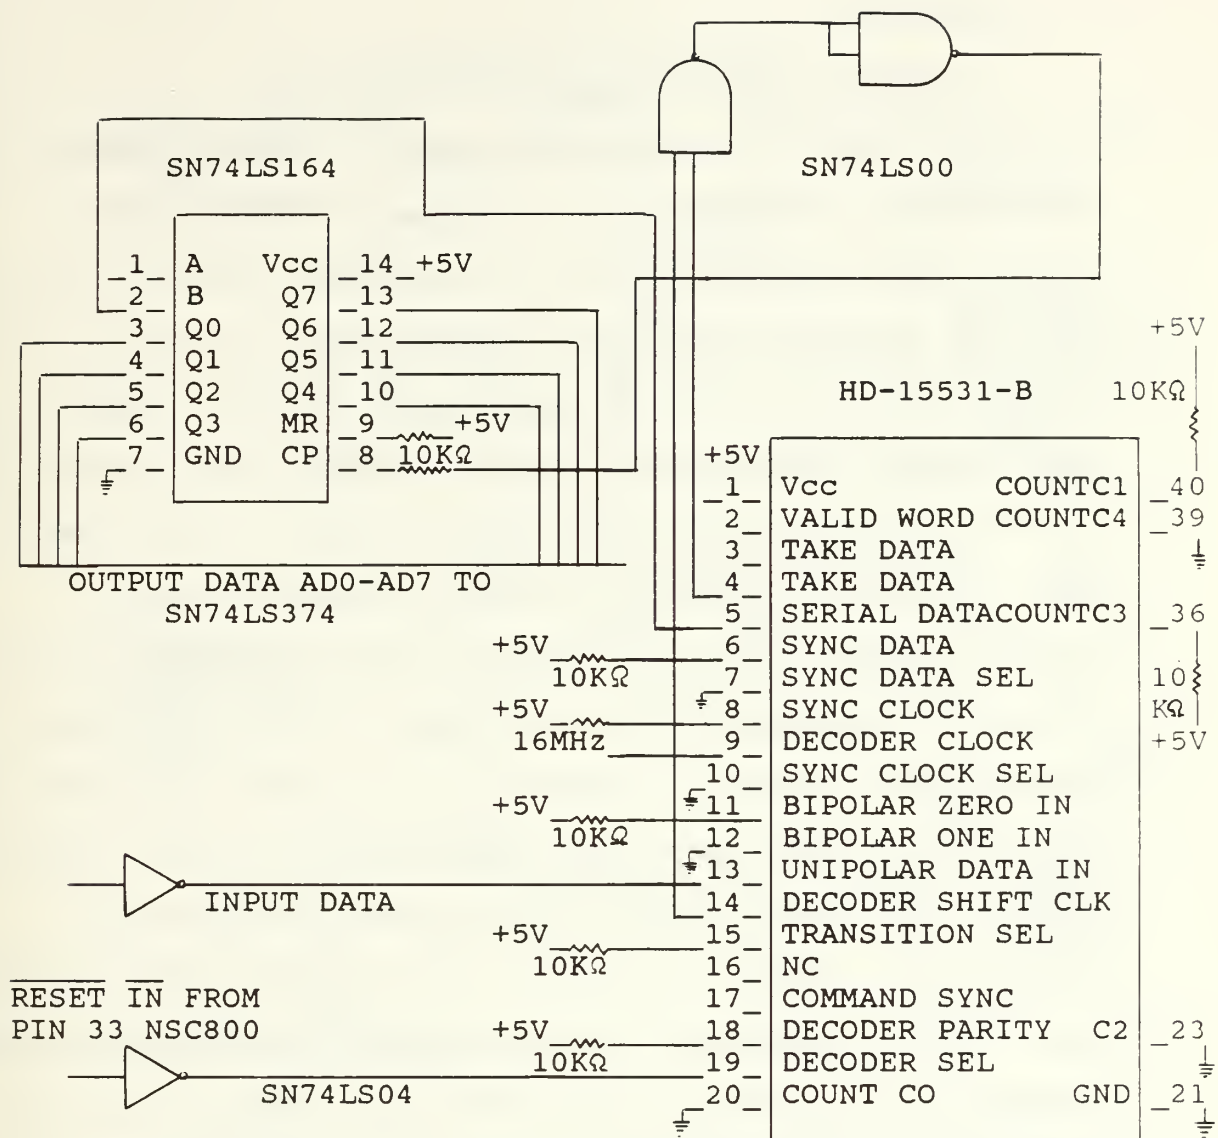 SN74LS164
SN74LS00
1 A Vcc 14 +5V
2 B Q7 13
3 Q0 Q6 12
4 Q1 Q5 11
5 Q2 Q4 10
6 Q3 MR 9 +5V
7 GND CP 8 10KΩ
OUTPUT DATA AD0-AD7 TO
SN74LS374
+5V
HD-15531-B 10KΩ
+5V
1 Vcc COUNTC1 40
2 VALID WORD COUNTC4 39
3 TAKE DATA
4 TAKE DATA
5 SERIAL DATACOUNTC3 36
+5V 6 SYNC DATA
10KΩ 7 SYNC DATA SEL 10
+5V 8 SYNC CLOCK KΩ
16MHz 9 DECODER CLOCK +5V
10 SYNC CLOCK SEL
+5V 11 BIPOLAR ZERO IN
10KΩ 12 BIPOLAR ONE IN
13 UNIPOLAR DATA IN
INPUT DATA 14 DECODER SHIFT CLK
+5V 15 TRANSITION SEL
10KΩ 16 NC
RESET IN FROM 17 COMMAND SYNC
PIN 33 NSC800 +5V 18 DECODER PARITY C2 23
10KΩ 19 DECODER SEL
SN74LS04 20 COUNT CO GND 21